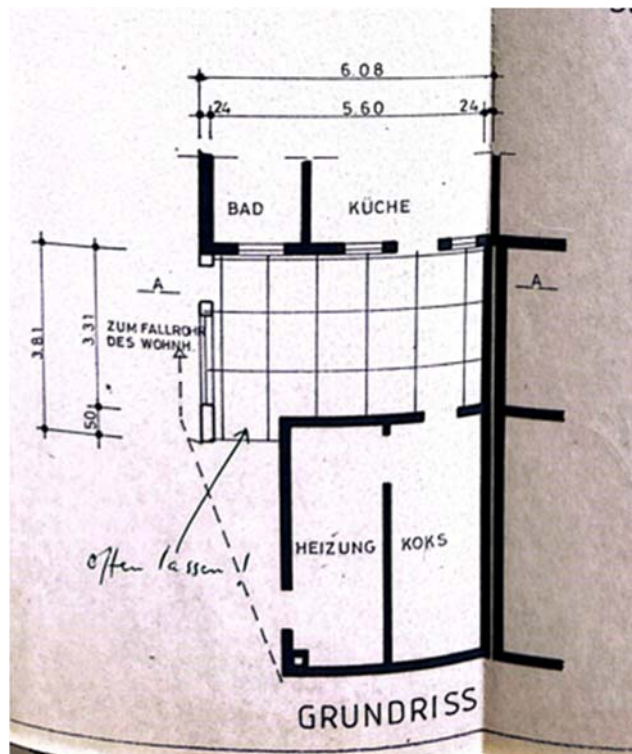 6.08
24 5.60 24
BAD KÜCHE
A A
ZUM FALLROHR
DES WOHNH.
3.81
3.31
50
offen lassen !
HEIZUNG KOKS
GRUNDRISS